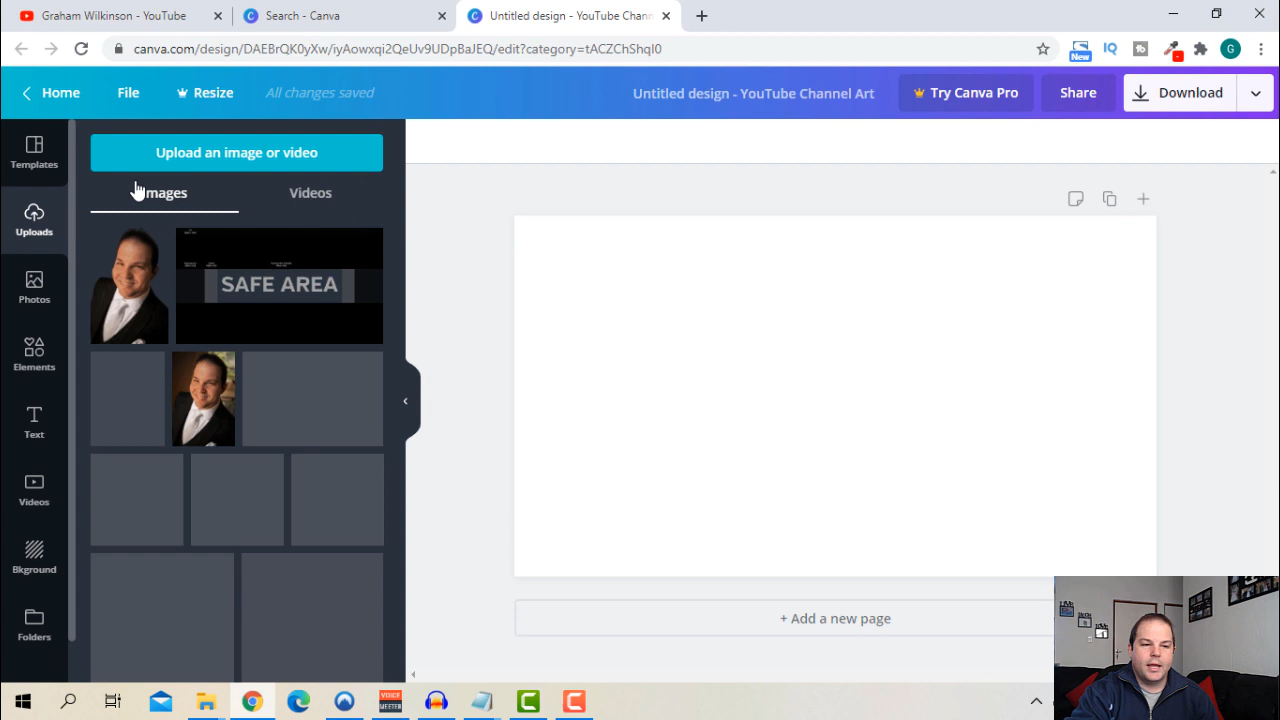 Graham Wilkinson - YouTube
Search - Canva
Untitled design - YouTube Chann
canva.com/design/DAEBrQK0yXw/iyAowxqi2QeUv9UDpBaJEQ/edit?category=tACZChShqI0
New
IQ
G
Home
File
Resize
All changes saved
Untitled design - YouTube Channel Art
Try Canva Pro
Share
Download
Templates
Uploads
Photos
Elements
Text
Videos
Bkground
Folders
Upload an image or video
Images
Videos
SAFE AREA
+ Add a new page
VOICE
MEETER